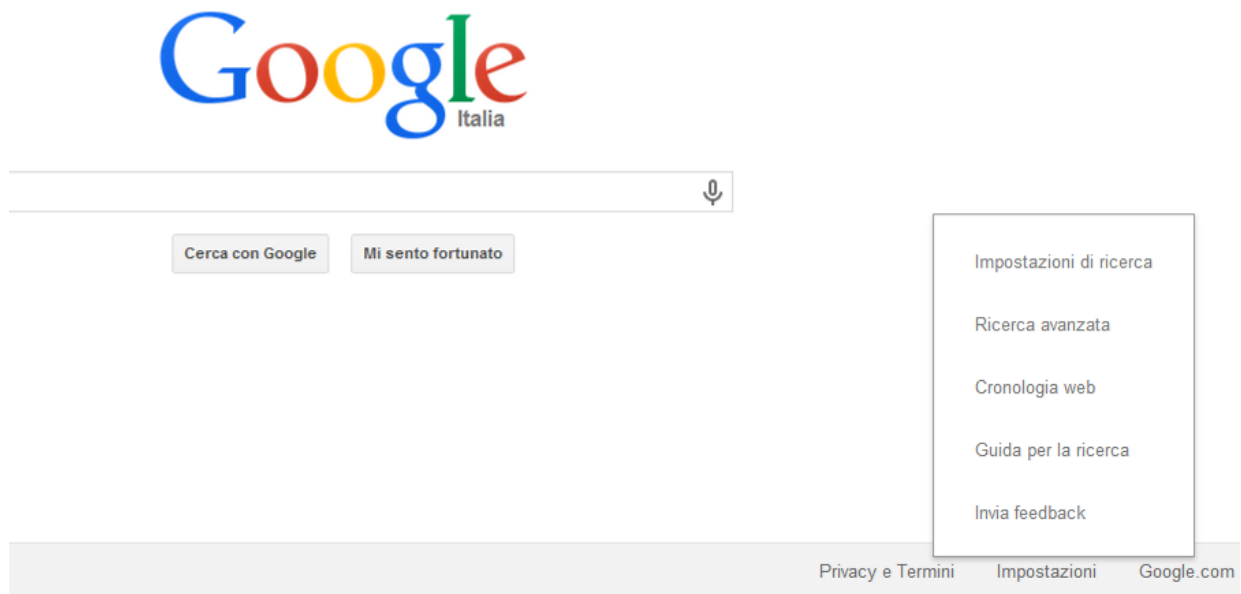 Google
Italia
Cerca con Google
Mi sento fortunato
Impostazioni di ricerca
Ricerca avanzata
Cronologia web
Guida per la ricerca
Invia feedback
Privacy e Termini
Impostazioni
Google.com